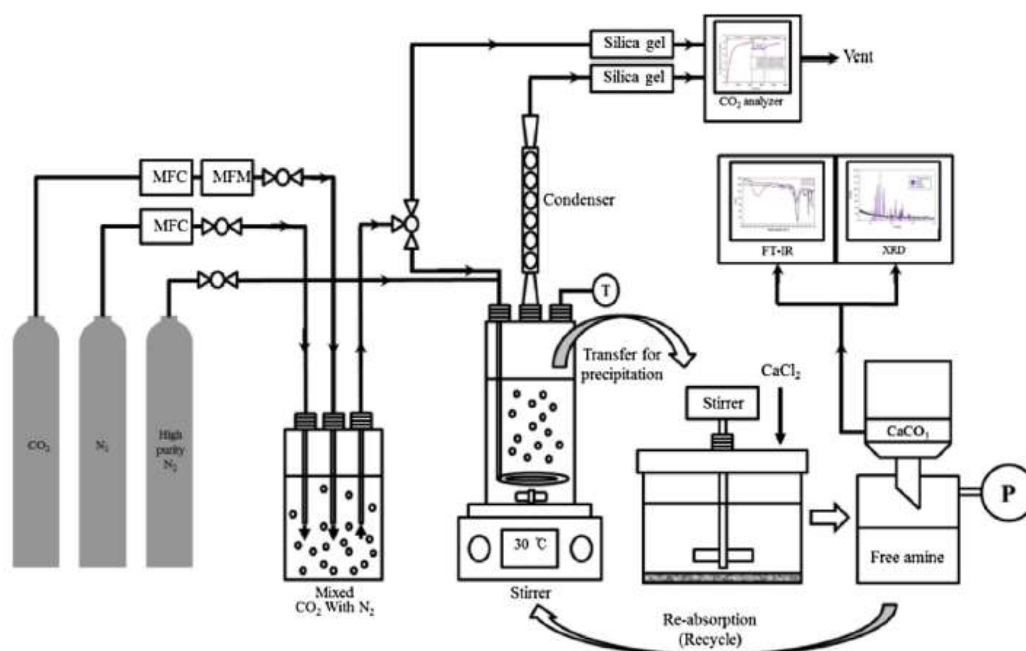 Silica gel
Silica gel
CO₂ analyzer
Vent
MFC
MFM
MFC
Condenser
T
FT-IR
XRD
Transfer for
precipitation
CaCl₂
Stirrer
CO₂
N₂
High
purity
N₂
CaCO₃
P
30 ℃
Free amine
Mixed
CO₂ With N₂
Stirrer
Re-absorption
(Recycle)